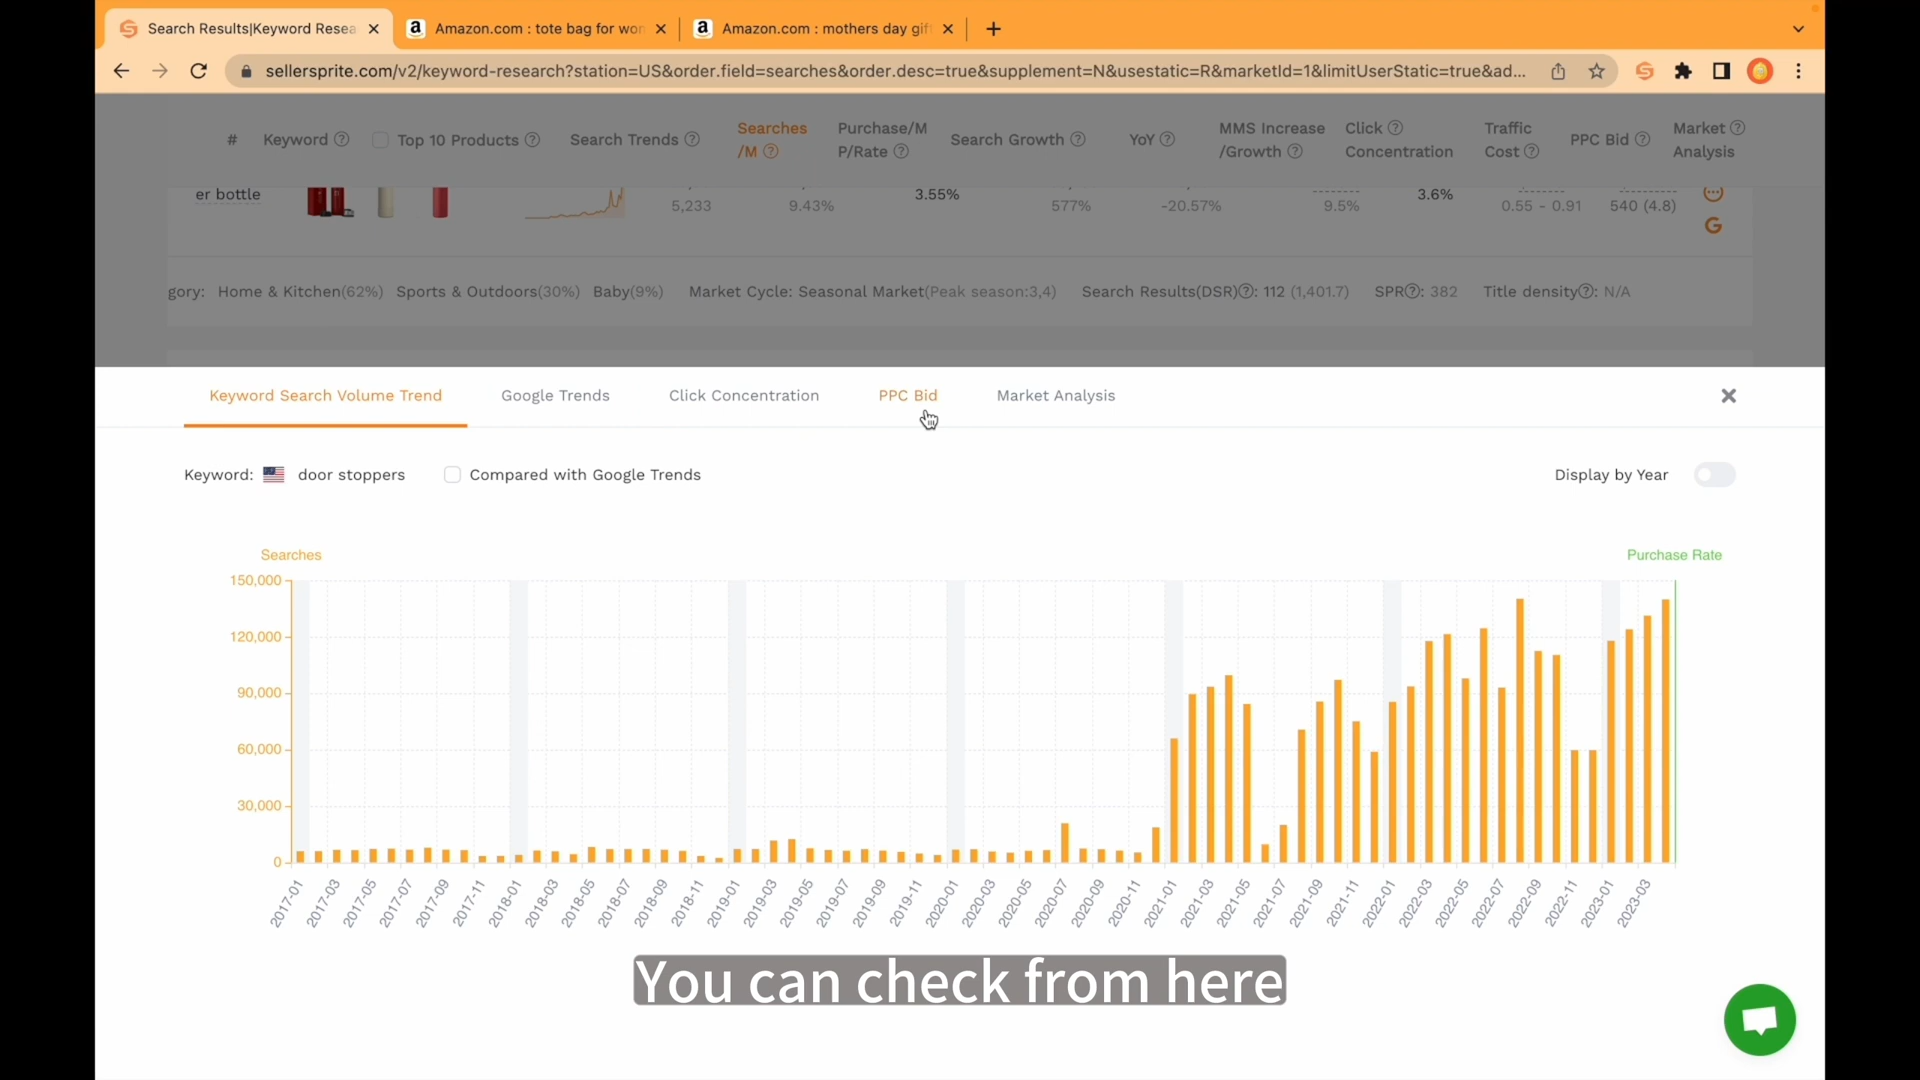 Search Results|Keyword Resea
Amazon.com : tote bag for wor
Amazon.com : mothers day gif
sellersprite.com/v2/keyword-research?station=US&order.field=searches&order.desc=true&supplement=N&usestatic=R&marketId=1&limitUserStatic=true&ad...
# Keyword Top 10 Products Search Trends Searches /M Purchase/M P/Rate Search Growth YoY MMS Increase /Growth Click Concentration Traffic Cost PPC Bid Market Analysis
er bottle 5,233 9.43% 3.55% 577% -20.57% 9.5% 3.6% 0.55 - 0.91 540 (4.8)
gory: Home & Kitchen(62%) Sports & Outdoors(30%) Baby(9%) Market Cycle: Seasonal Market(Peak season:3,4) Search Results(DSR)?: 112 (1,401.7) SPR?: 382 Title density?: N/A
Keyword Search Volume Trend Google Trends Click Concentration PPC Bid Market Analysis
Keyword: door stoppers Compared with Google Trends Display by Year
Searches Purchase Rate
150,000
120,000
90,000
60,000
30,000
0
2017-01 2017-03 2017-05 2017-07 2017-09 2017-11 2018-01 2018-03 2018-05 2018-07 2018-09 2018-11 2019-01 2019-03 2019-05 2019-07 2019-09 2019-11 2020-01 2020-03 2020-05 2020-07 2020-09 2020-11 2021-01 2021-03 2021-05 2021-07 2021-09 2021-11 2022-01 2022-03 2022-05 2022-07 2022-09 2022-11 2023-01 2023-03
You can check from here